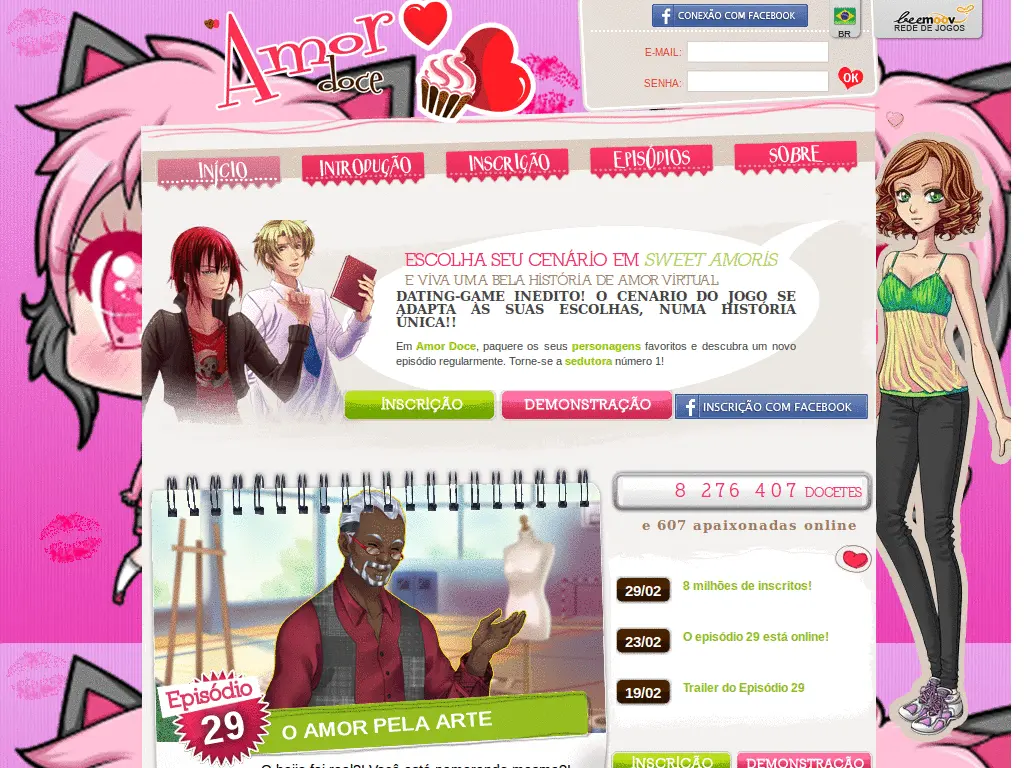 Amor
doce
CONEXÃO COM FACEBOOK
BR
beemoov
REDE DE JOGOS
E-MAIL:
SENHA:
OK
INÍCIO
INTRODUÇÃO
INSCRIÇÃO
EPISÓDIOS
SOBRE
ESCOLHA SEU CENÁRIO EM SWEET AMORIS
E VIVA UMA BELA HISTÓRIA DE AMOR VIRTUAL
DATING-GAME INEDITO! O CENARIO DO JOGO SE
ADAPTA ÀS SUAS ESCOLHAS, NUMA HISTÓRIA
ÚNICA!!
Em Amor Doce, paquere os seus personagens favoritos e descubra um novo
episódio regularmente. Torne-se a sedutora número 1!
INSCRIÇÃO
DEMONSTRAÇÃO
INSCRIÇÃO COM FACEBOOK
8 276 407 DOCETES
e 607 apaixonadas online
29/02
8 milhões de inscritos!
23/02
O episódio 29 está online!
19/02
Trailer do Episódio 29
Episódio
29
O AMOR PELA ARTE
O beijo foi real?! Você está namorando mesmo?!
INSCRIÇÃO
DEMONSTRAÇÃO